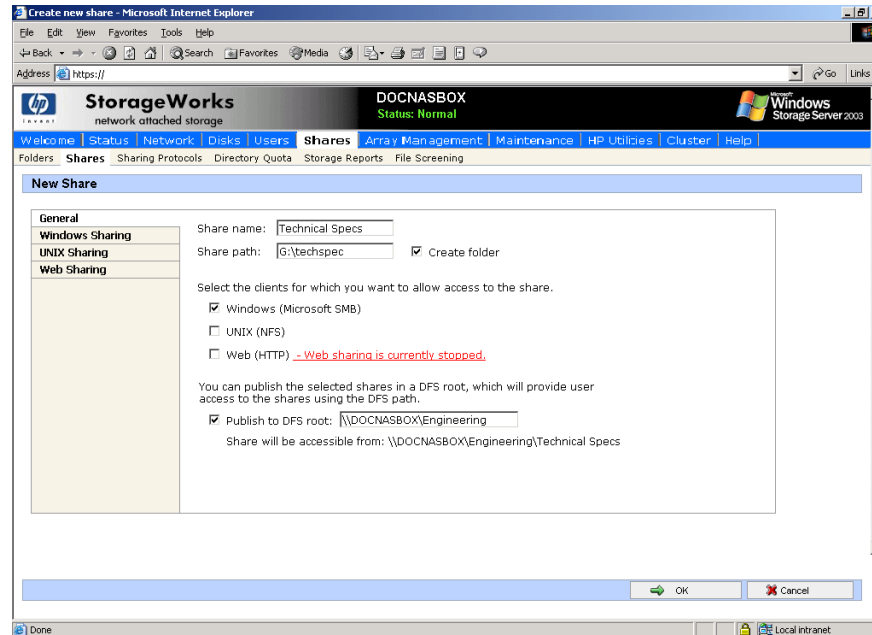 Create new share - Microsoft Internet Explorer
File Edit View Favorites Tools Help
Back Search Favorites Media
Address https:// Go Links
hp invent
StorageWorks
network attached storage
DOCNASBOX
Status: Normal
Microsoft Windows Storage Server 2003
Welcome | Status | Network | Disks | Users | Shares | Array Management | Maintenance | HP Utilities | Cluster | Help |
Folders Shares Sharing Protocols Directory Quota Storage Reports File Screening
New Share
General
Windows Sharing
UNIX Sharing
Web Sharing
Share name: Technical Specs
Share path: G:\techspec Create folder
Select the clients for which you want to allow access to the share.
Windows (Microsoft SMB)
UNIX (NFS)
Web (HTTP) - Web sharing is currently stopped.
You can publish the selected shares in a DFS root, which will provide user
access to the shares using the DFS path.
Publish to DFS root: \\DOCNASBOX\Engineering
Share will be accessible from: \\DOCNASBOX\Engineering\Technical Specs
OK Cancel
Done Local intranet